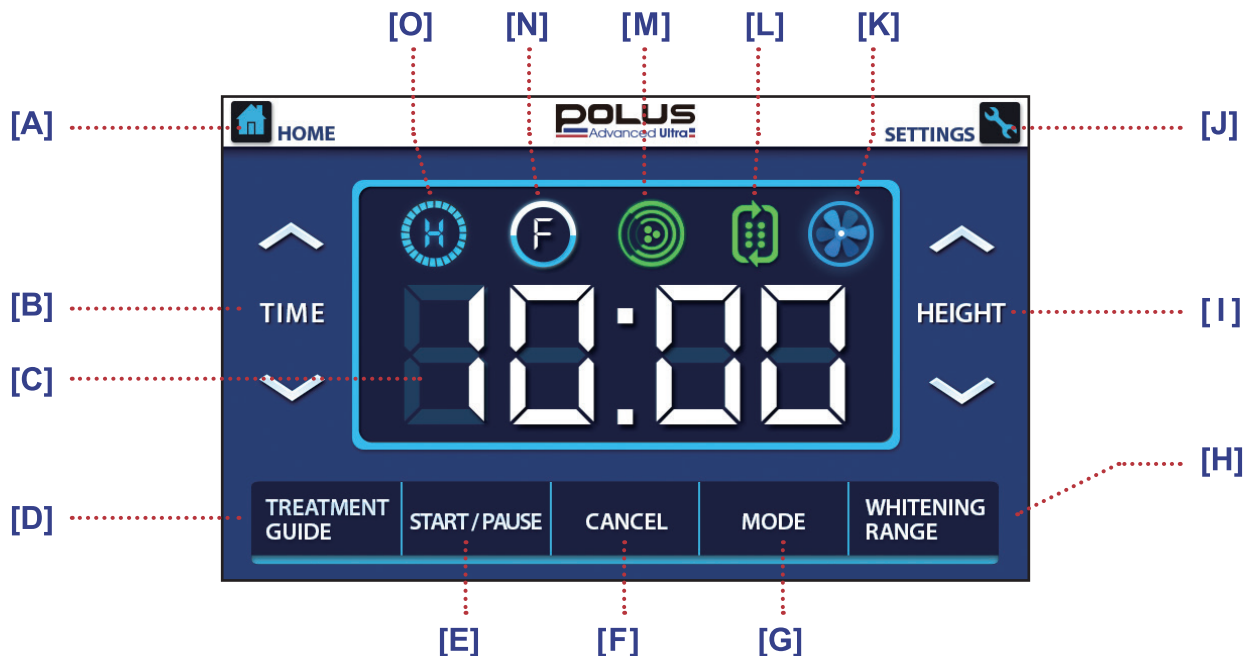 [O] [N] [M] [L] [K]
[A] HOME POLUS SETTINGS [J]
Advanced Ultra
H F
[B] TIME 10:00 HEIGHT [I]
[C]
[H]
[D] TREATMENT GUIDE START / PAUSE CANCEL MODE WHITENING RANGE
[E] [F] [G]